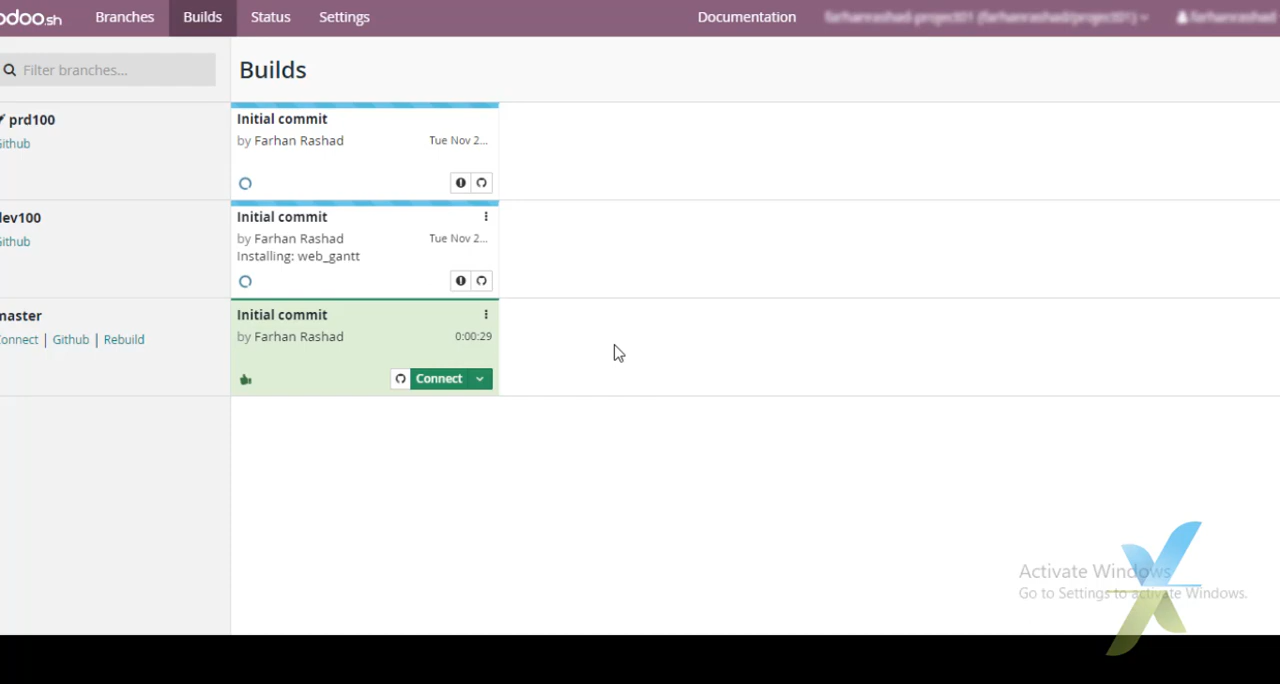 odoo.sh Branches Builds Status Settings Documentation
Filter branches... Builds
prd100 Initial commit
Github by Farhan Rashad Tue Nov 2...
dev100 Initial commit
Github by Farhan Rashad Tue Nov 2...
Installing: web_gantt
master Initial commit
Connect | Github | Rebuild by Farhan Rashad 0:00:29
Connect
Activate Windows
Go to Settings to activate Windows.